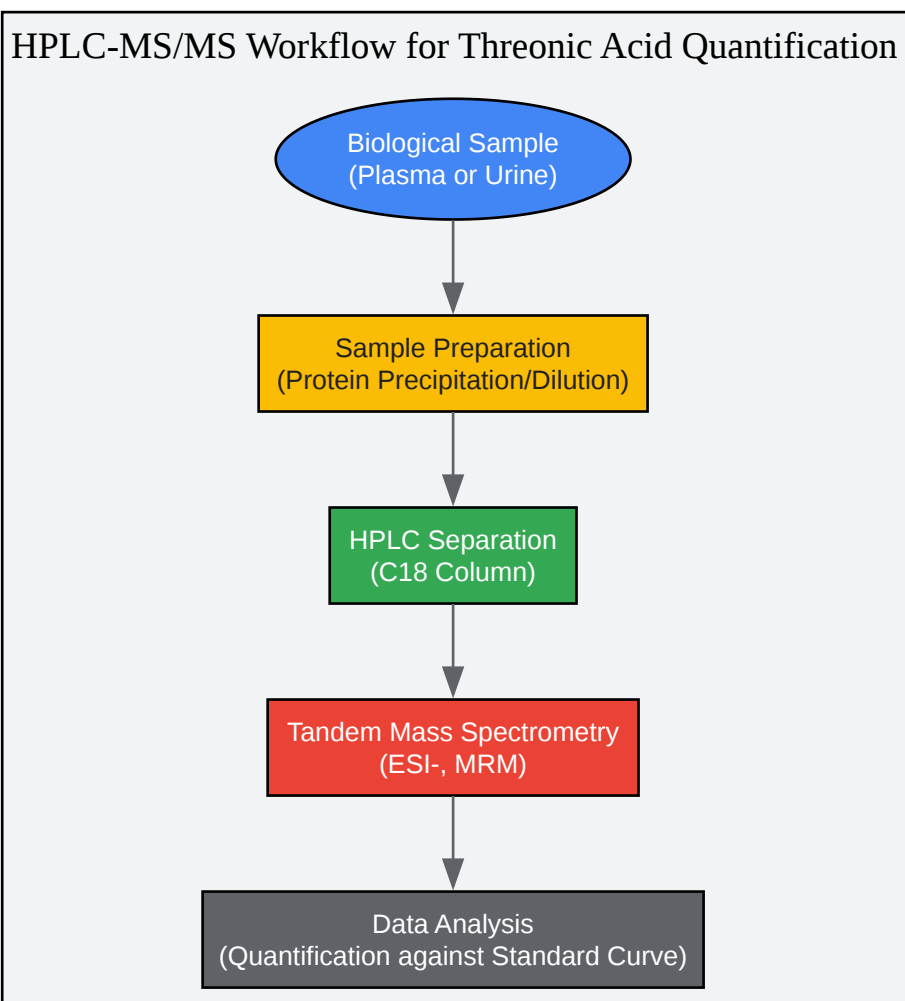 HPLC-MS/MS Workflow for Threonic Acid Quantification
Biological Sample
(Plasma or Urine)
Sample Preparation
(Protein Precipitation/Dilution)
HPLC Separation
(C18 Column)
Tandem Mass Spectrometry
(ESI-, MRM)
Data Analysis
(Quantification against Standard Curve)